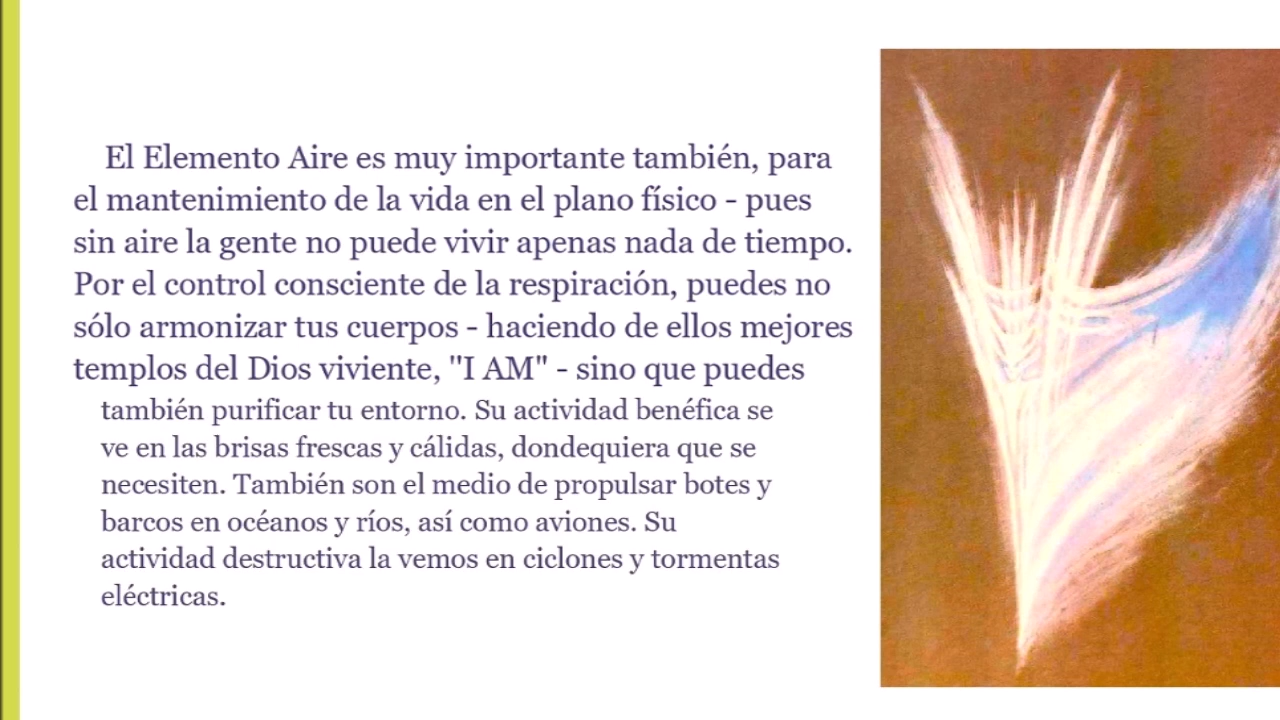 El Elemento Aire es muy importante también, para
el mantenimiento de la vida en el plano físico - pues
sin aire la gente no puede vivir apenas nada de tiempo.
Por el control consciente de la respiración, puedes no
sólo armonizar tus cuerpos - haciendo de ellos mejores
templos del Dios viviente, "I AM" - sino que puedes
también purificar tu entorno. Su actividad benéfica se
ve en las brisas frescas y cálidas, dondequiera que se
necesiten. También son el medio de propulsar botes y
barcos en océanos y ríos, así como aviones. Su
actividad destructiva la vemos en ciclones y tormentas
eléctricas.